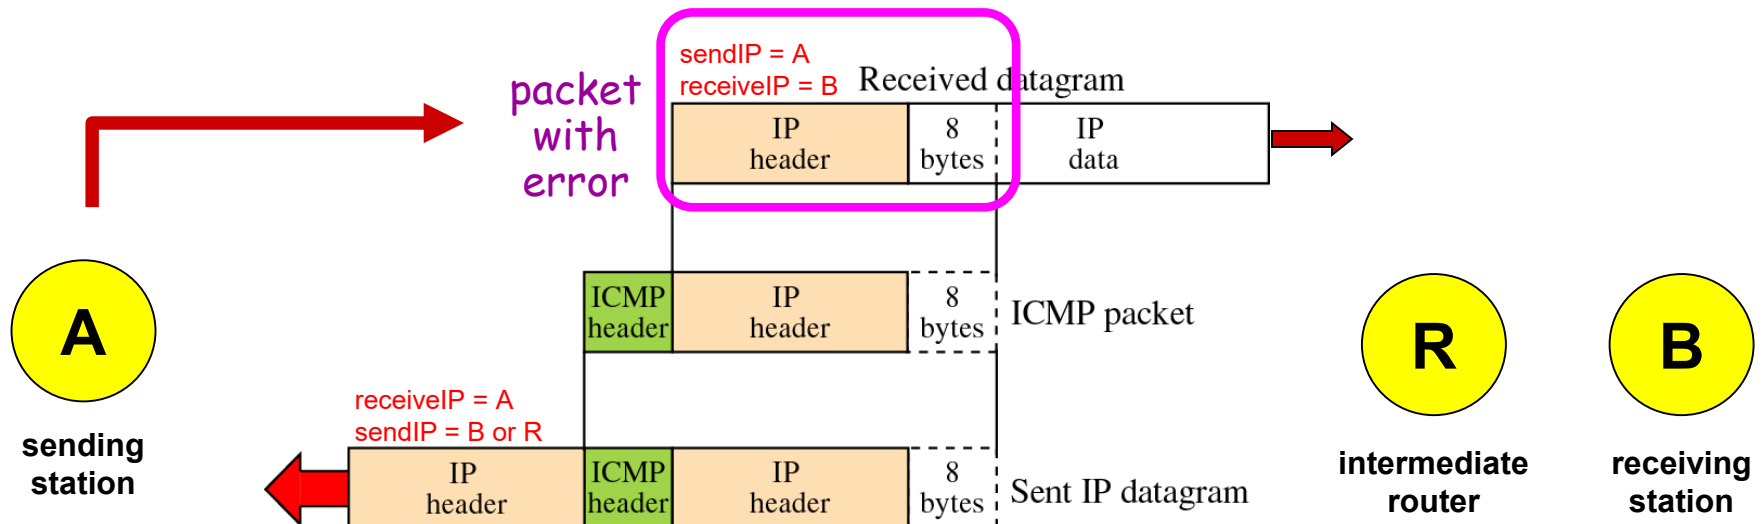 sendIP = A
receiveIP = B
Received datagram
packet
with
error
IP
header
8
bytes
IP
data
ICMP
header
IP
header
8
bytes
ICMP packet
A
sending
station
R
intermediate
router
B
receiving
station
receiveIP = A
sendIP = B or R
IP
header
ICMP
header
IP
header
8
bytes
Sent IP datagram